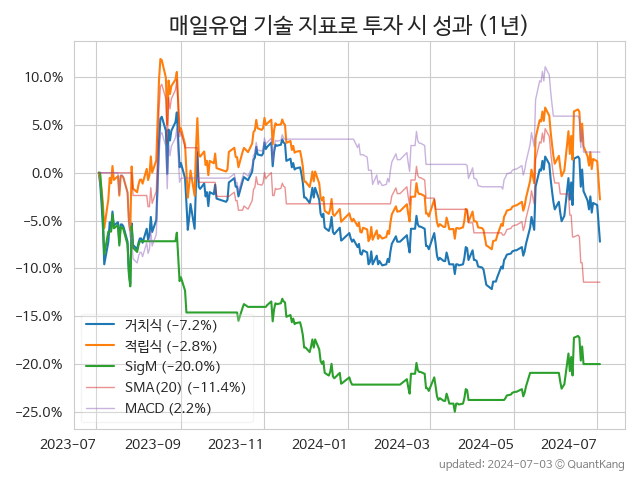 매일유업 기술 지표로 투자 시 성과 (1년)
10.0%
5.0%
0.0%
−5.0%
−10.0%
−15.0%
−20.0%
−25.0%
거치식 (−7.2%)
적립식 (−2.8%)
SigM (−20.0%)
SMA(20) (−11.4%)
MACD (2.2%)
2023-07 2023-09 2023-11 2024-01 2024-03 2024-05 2024-07
updated: 2024-07-03 © QuantKang